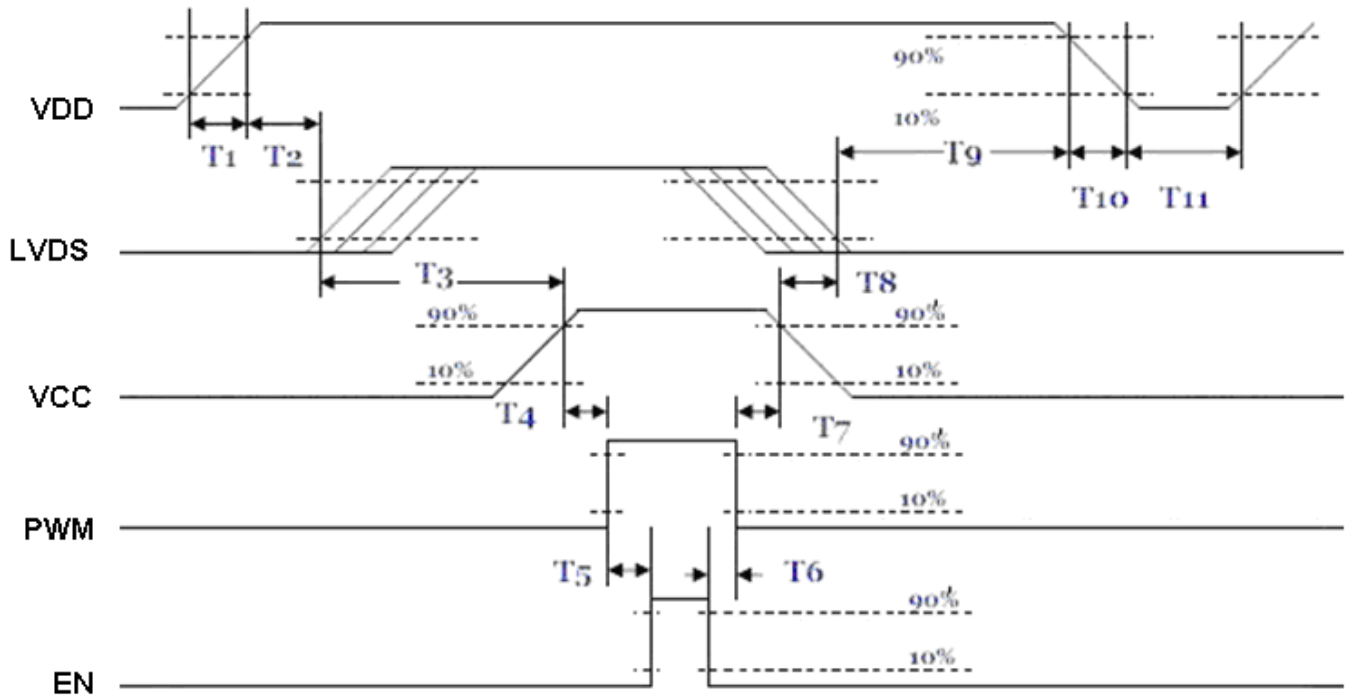 90%
VDD
10%
T1 T2
T9
T10 T11
LVDS
T3
T8
90% 90%
10% 10%
VCC
T4
T7
90%
10%
PWM
T5
T6
90%
10%
EN